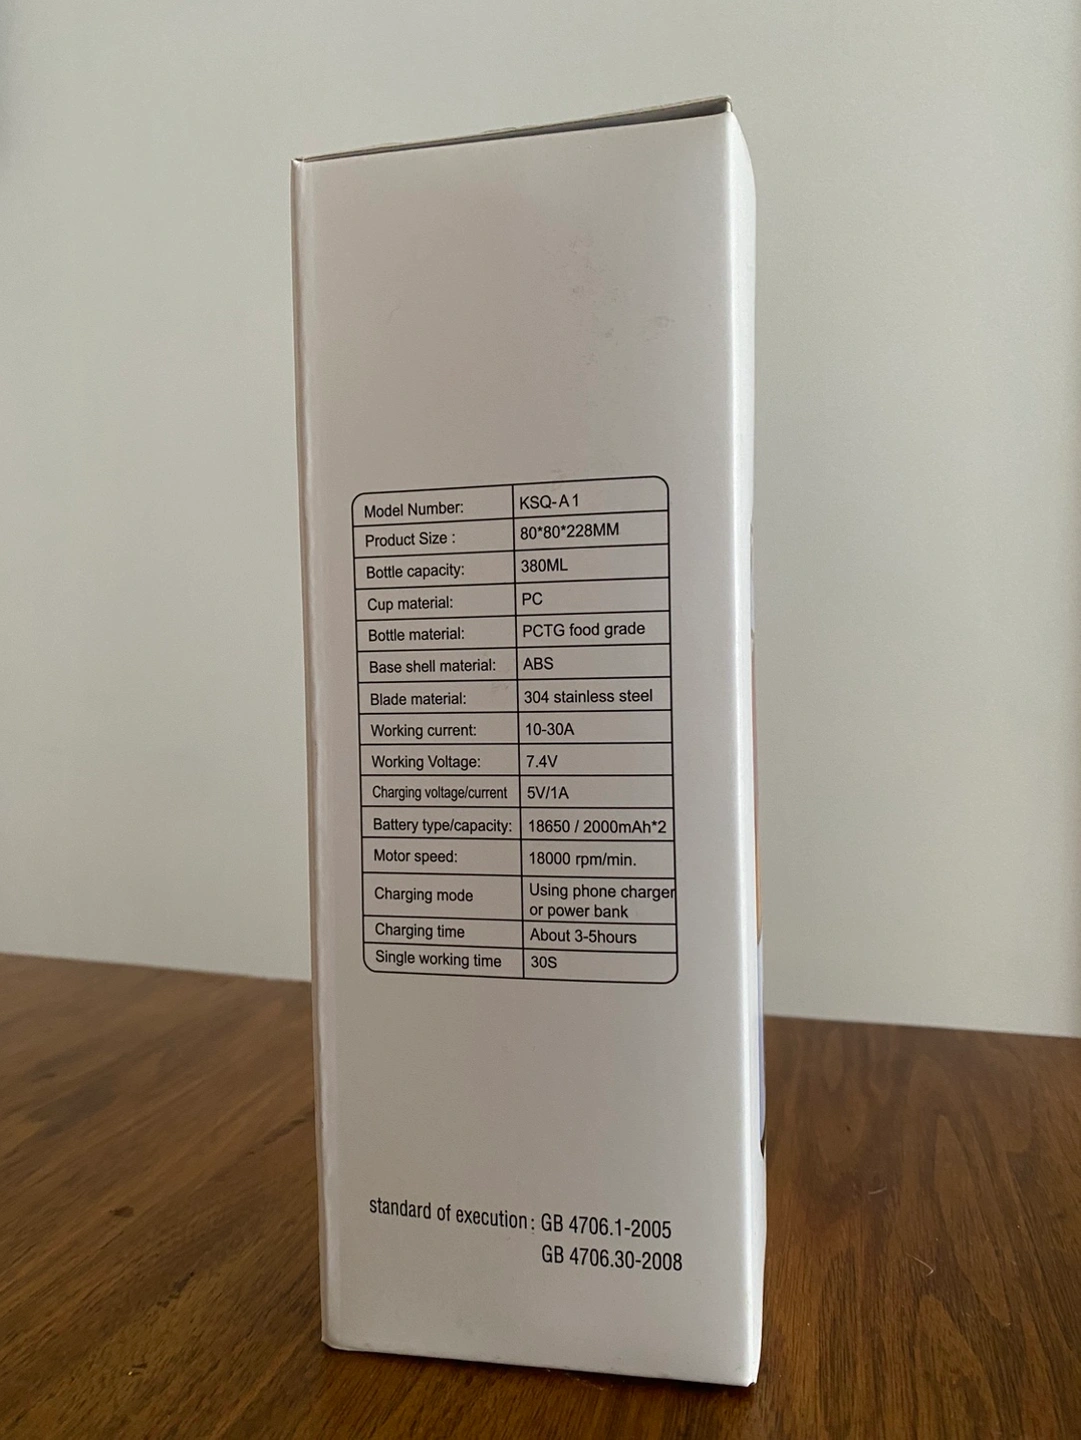 Model Number: KSQ-A1
Product Size : 80*80*228MM
Bottle capacity: 380ML
Cup material: PC
Bottle material: PCTG food grade
Base shell material: ABS
Blade material: 304 stainless steel
Working current: 10-30A
Working Voltage: 7.4V
Charging voltage/current 5V/1A
Battery type/capacity: 18650 / 2000mAh*2
Motor speed: 18000 rpm/min.
Charging mode Using phone charger
or power bank
Charging time About 3-5hours
Single working time 30S
standard of execution: GB 4706.1-2005
GB 4706.30-2008